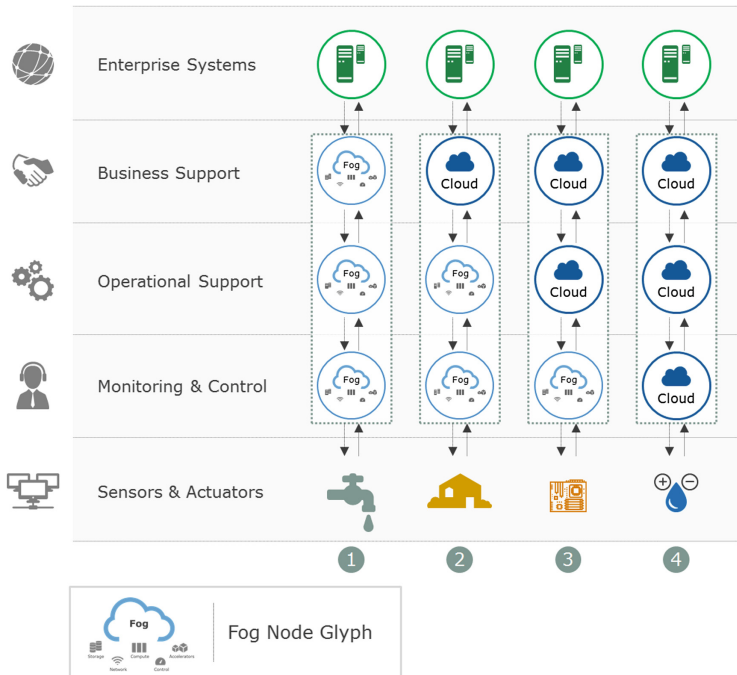 Enterprise Systems
Business Support
Fog
Cloud
Cloud
Cloud
Operational Support
Fog
Fog
Cloud
Cloud
Monitoring & Control
Fog
Fog
Fog
Cloud
Sensors & Actuators
1
2
3
4
Fog
Storage
Compute
Accelerators
Network
Control
Fog Node Glyph